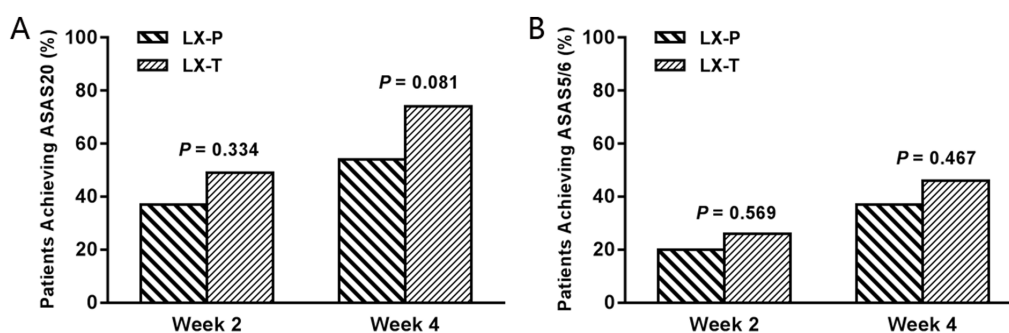 A
Patients Achieving ASAS20 (%)
100
80
60
40
20
0
LX-P
LX-T
P = 0.334
P = 0.081
Week 2
Week 4
B
Patients Achieving ASAS5/6 (%)
100
80
60
40
20
0
LX-P
LX-T
P = 0.569
P = 0.467
Week 2
Week 4